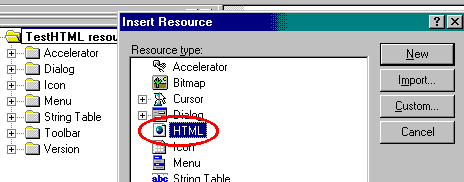 TestHTML resou
Accelerator
Dialog
Icon
Menu
String Table
Toolbar
Version
Insert Resource
Resource type:
Accelerator
Bitmap
Cursor
Dialog
HTML
Icon
Menu
abc String Table
New
Import...
Custom...
Cancel